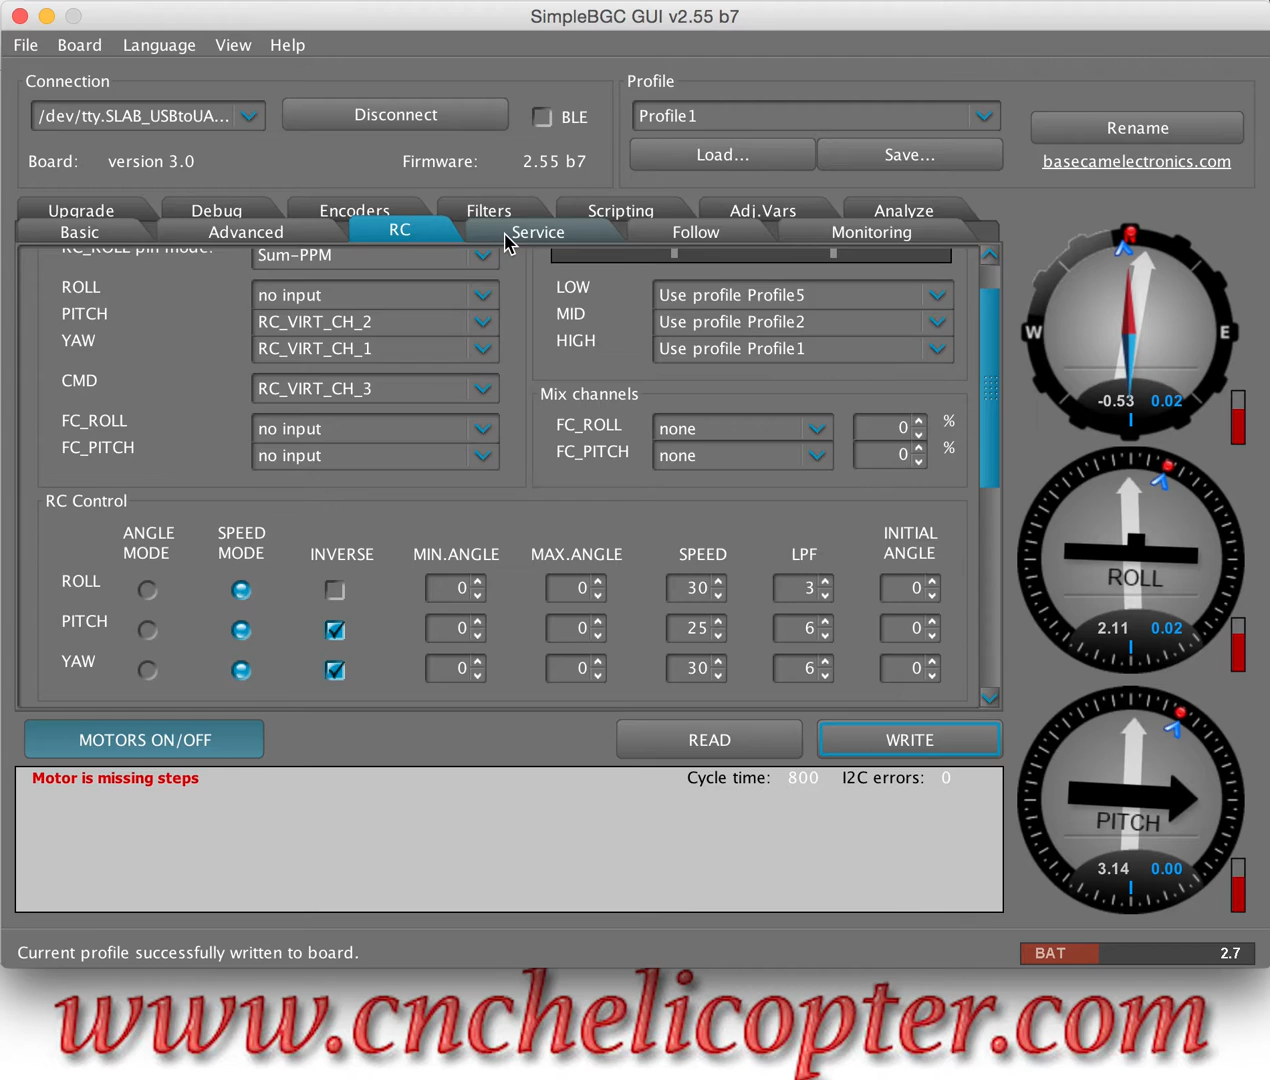 SimpleBGC GUI v2.55 b7
File Board Language View Help
Connection
/dev/tty.SLAB_USBtoUA...
Disconnect
BLE
Board: version 3.0
Firmware: 2.55 b7
Profile
Profile1
Load...
Save...
Rename
basecamelectronics.com
Upgrade Debug Encoders Filters Scripting Adj.Vars Analyze
Basic Advanced RC Service Follow Monitoring
RC_ROLL pin mode: Sum-PPM
ROLL no input
PITCH RC_VIRT_CH_2
YAW RC_VIRT_CH_1
CMD RC_VIRT_CH_3
FC_ROLL no input
FC_PITCH no input
LOW Use profile Profile5
MID Use profile Profile2
HIGH Use profile Profile1
Mix channels
FC_ROLL none 0 %
FC_PITCH none 0 %
RC Control
ANGLE MODE SPEED MODE INVERSE MIN.ANGLE MAX.ANGLE SPEED LPF INITIAL ANGLE
ROLL 0 0 30 3 0
PITCH 0 0 25 6 0
YAW 0 0 30 6 0
MOTORS ON/OFF
READ
WRITE
Motor is missing steps
Cycle time: 800 I2C errors: 0
Current profile successfully written to board.
W E
-0.53 0.02
ROLL
2.11 0.02
PITCH
3.14 0.00
BAT 2.7
www.cnchelicopter.com